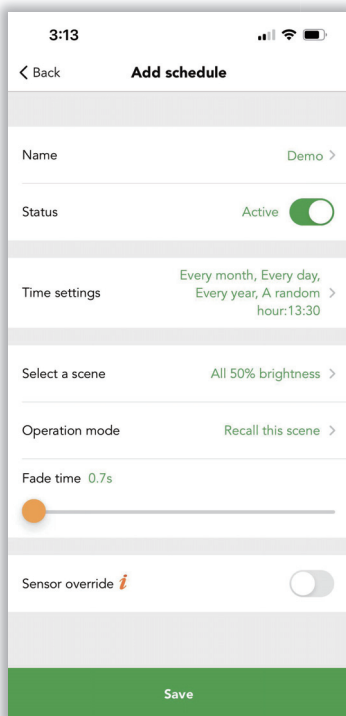 3:13
Back Add schedule
Name Demo
Status Active
Every month, Every day,
Time settings Every year, A random
hour:13:30
Select a scene All 50% brightness
Operation mode Recall this scene
Fade time 0.7s
Sensor override i
Save